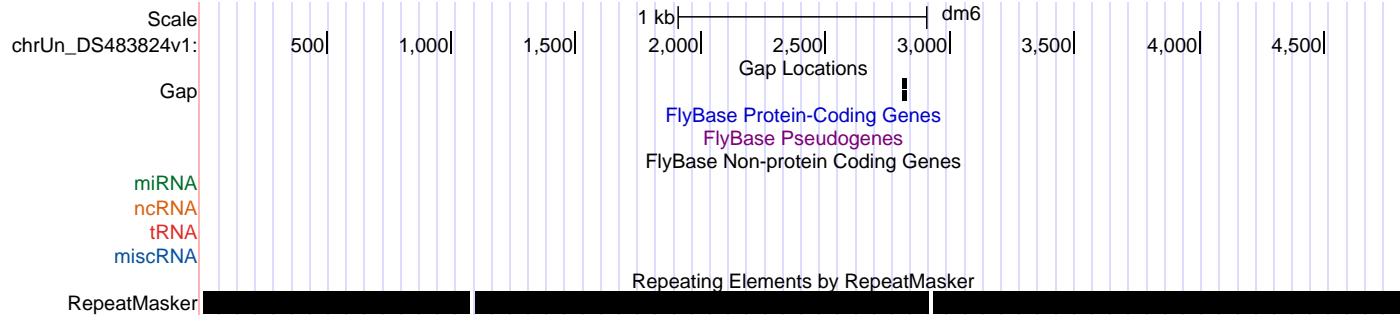 Scale 1 kb dm6
chrUn_DS483824v1: 500 1,000 1,500 2,000 2,500 3,000 3,500 4,000 4,500
Gap Locations
Gap
FlyBase Protein-Coding Genes
FlyBase Pseudogenes
FlyBase Non-protein Coding Genes
miRNA
ncRNA
tRNA
miscRNA
Repeating Elements by RepeatMasker
RepeatMasker